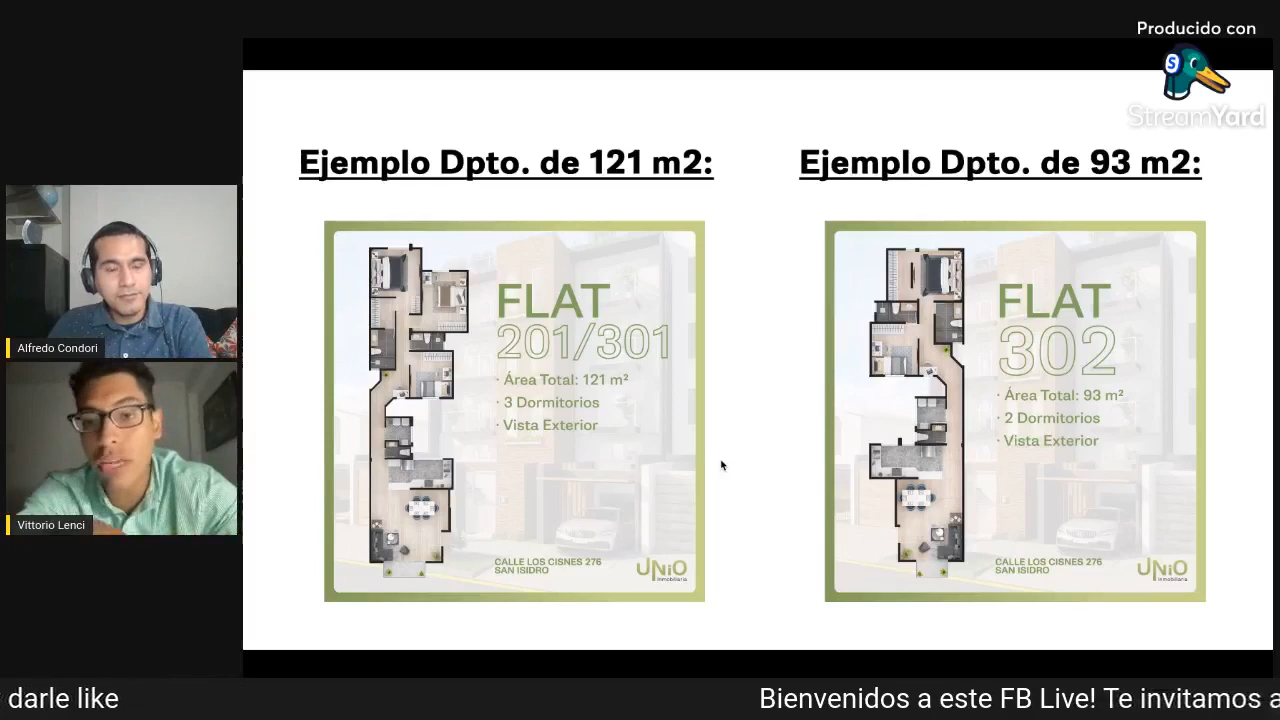 Producido con
StreamYard
Ejemplo Dpto. de 121 m2:
Ejemplo Dpto. de 93 m2:
FLAT
201/301
· Área Total: 121 m²
· 3 Dormitorios
· Vista Exterior
CALLE LOS CISNES 276
SAN ISIDRO
UNiO
Inmobiliaria
FLAT
302
· Área Total: 93 m²
· 2 Dormitorios
· Vista Exterior
CALLE LOS CISNES 276
SAN ISIDRO
UNiO
Inmobiliaria
Alfredo Condori
Vittorio Lenci
darle like
Bienvenidos a este FB Live! Te invitamos a